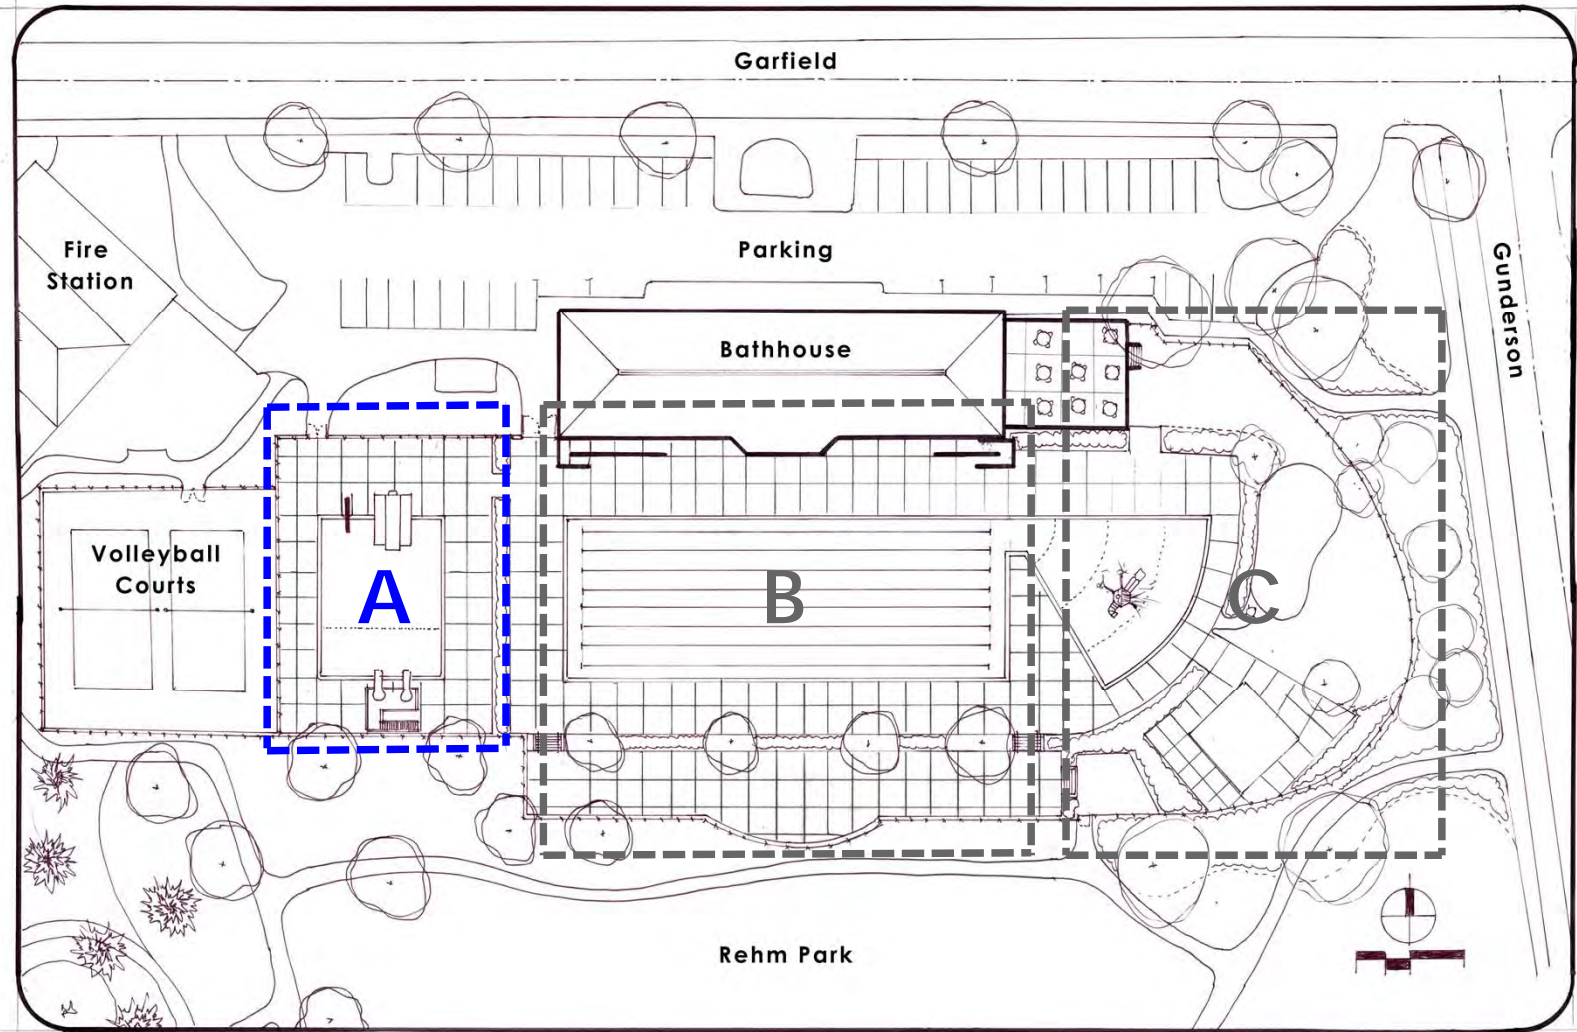 Garfield
Parking
Fire
Station
Gunderson
Bathhouse
Volleyball
Courts
A
B
C
Rehm Park